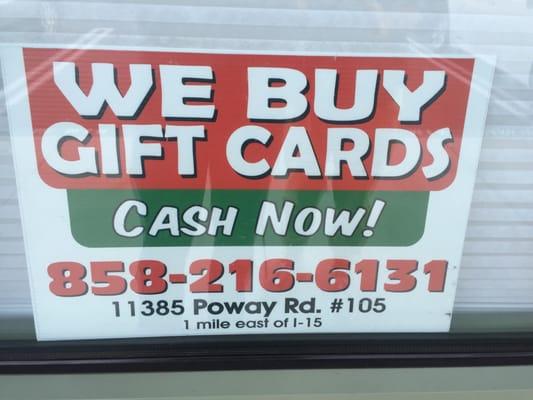 WE BUY
GIFT CARDS
CASH NOW!
858-216-6131
11385 Poway Rd. #105
1 mile east of I-15